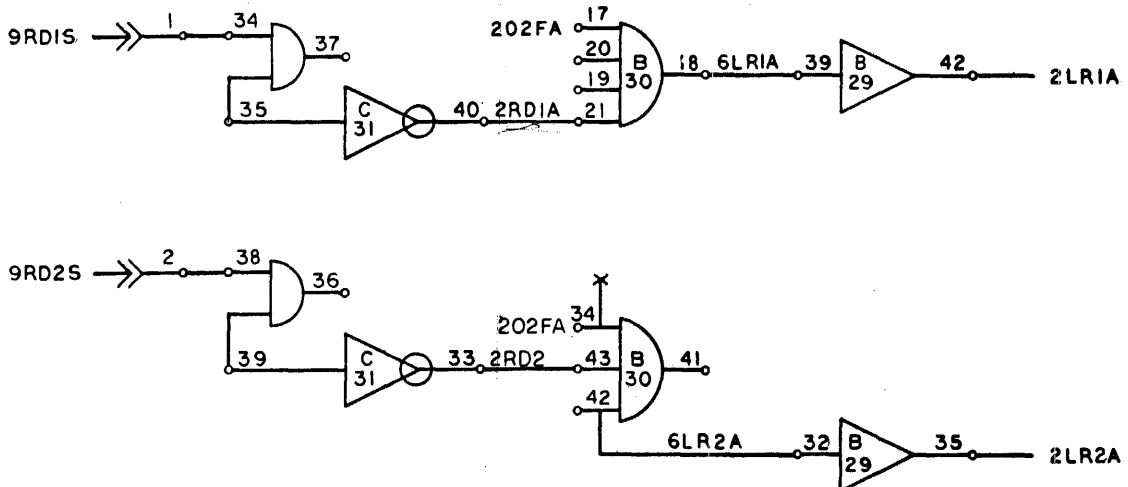 9RD1S 1 34 37
35 C 31 40 2RD1A 21
202FA 17
20
19
B 30 18 6LR1A 39 B 29 42 2LR1A
9RD2S 2 38 36
39 C 31 33 2RD2 43
202FA 34
42
B 30 41
6LR2A 32 B 29 35 2LR2A